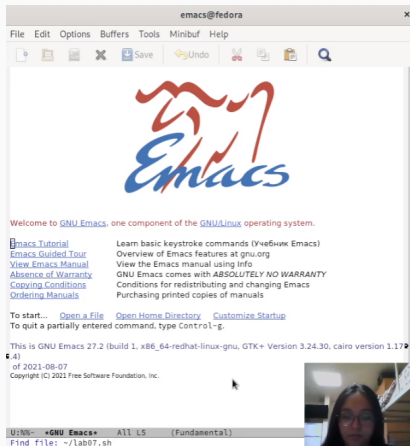 emacs@fedora ×
File Edit Options Buffers Tools Minibuf Help
Save Undo
Emacs
Welcome to GNU Emacs, one component of the GNU/Linux operating system.
Emacs Tutorial Learn basic keystroke commands (Учебник Emacs)
Emacs Guided Tour Overview of Emacs features at gnu.org
View Emacs Manual View the Emacs manual using Info
Absence of Warranty GNU Emacs comes with ABSOLUTELY NO WARRANTY
Copying Conditions Conditions for redistributing and changing Emacs
Ordering Manuals Purchasing printed copies of manuals
To start... Open a File Open Home Directory Customize Startup
To quit a partially entered command, type Control-g.
This is GNU Emacs 27.2 (build 1, x86_64-redhat-linux-gnu, GTK+ Version 3.24.30, cairo version 1.17
.4)
of 2021-08-07
Copyright (C) 2021 Free Software Foundation, Inc.
U:%%- *GNU Emacs* All L5 (Fundamental)
Find file: ~/lab07.sh